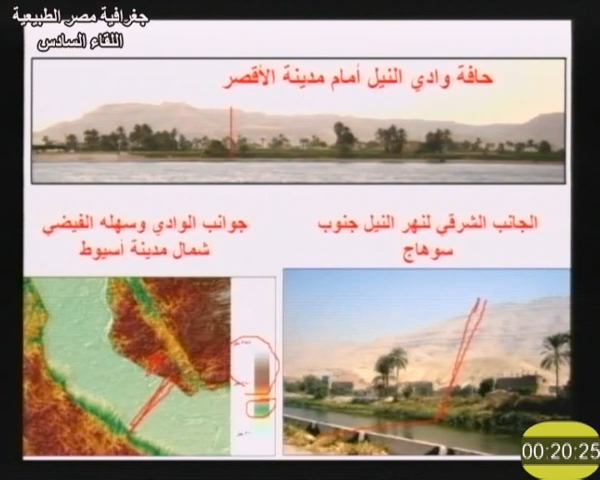 جغرافية مصر الطبيعية
اللقاء السادس
حافة وادي النيل أمام مدينة الأقصر
الجانب الشرقي لنهر النيل جنوب
سوهاج
جوانب الوادي وسهله الفيضي
شمال مدينة أسيوط
00:20:25